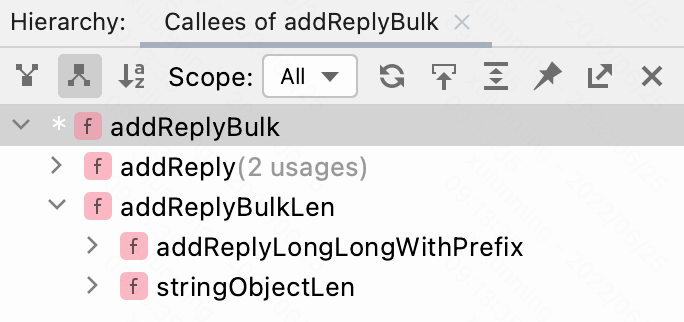 Hierarchy: Callees of addReplyBulk
Scope: All
* f addReplyBulk
f addReply(2 usages)
f addReplyBulkLen
f addReplyLongLongWithPrefix
f stringObjectLen